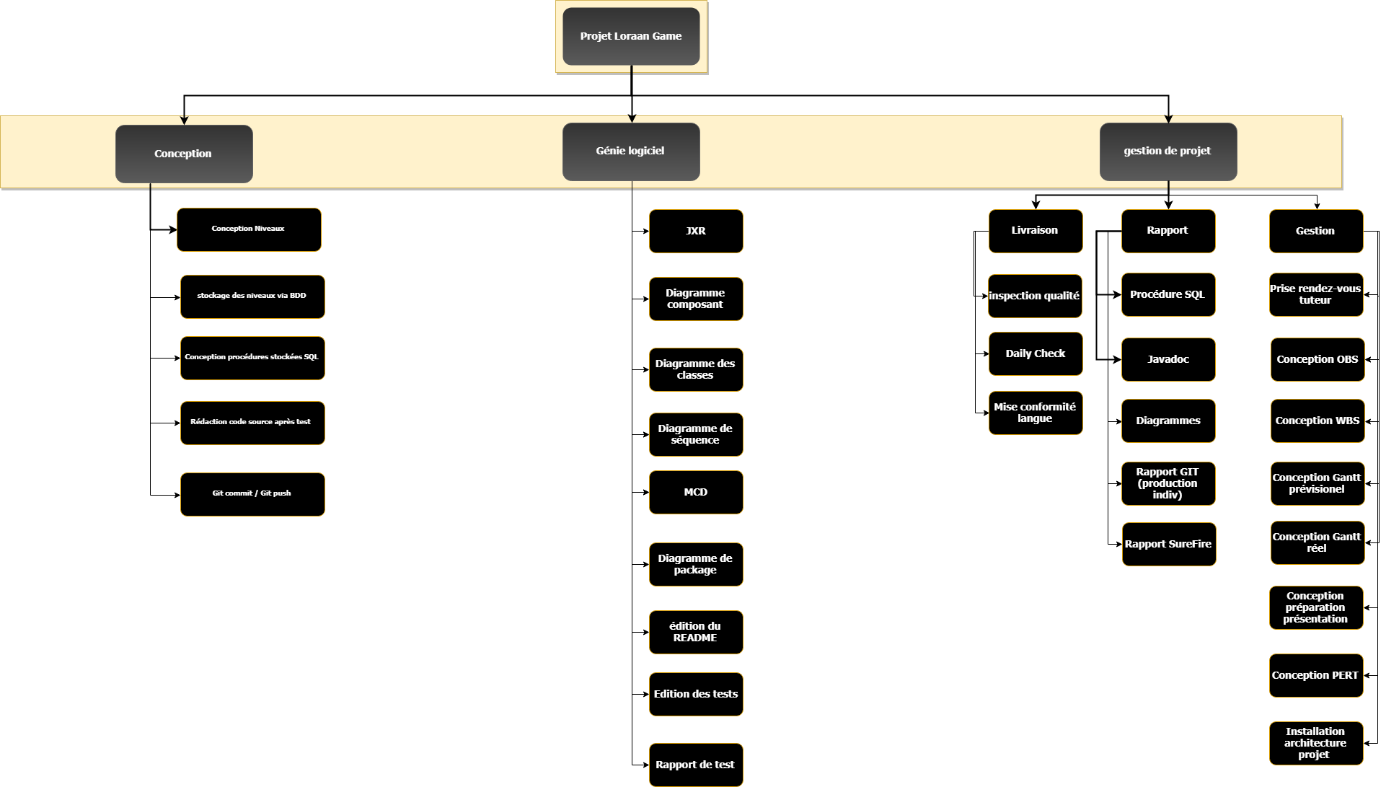 Projet Loraan Game
Conception
Génie logiciel
gestion de projet
Conception Niveaux
stockage des niveaux via BDD
Conception procédures stockées SQL
Rédaction code source après test
Git commit / Git push
JXR
Diagramme
composant
Diagramme des
classes
Diagramme de
séquence
MCD
Diagramme de
package
édition du
README
Edition des tests
Rapport de test
Livraison
inspection qualité
Daily Check
Mise conformité
langue
Rapport
Procédure SQL
Javadoc
Diagrammes
Rapport GIT
(production
indiv)
Rapport SureFire
Gestion
Prise rendez-vous
tuteur
Conception OBS
Conception WBS
Conception Gantt
prévisionel
Conception Gantt
réel
Conception
préparation
présentation
Conception PERT
Installation
architecture
projet